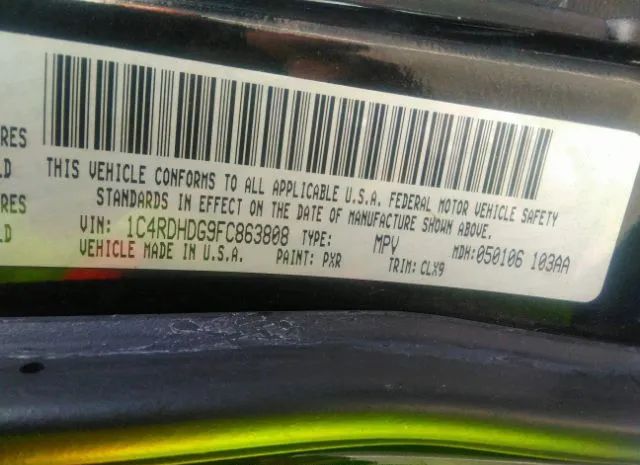 RES
LD
RES
LD
THIS VEHICLE CONFORMS TO ALL APPLICABLE U.S.A. FEDERAL MOTOR VEHICLE SAFETY
STANDARDS IN EFFECT ON THE DATE OF MANUFACTURE SHOWN ABOVE.
VIN: 1C4RDHDG9FC863808 TYPE: MPV MDH:050106 103AA
VEHICLE MADE IN U.S.A. PAINT: PXR TRIM: CLX9